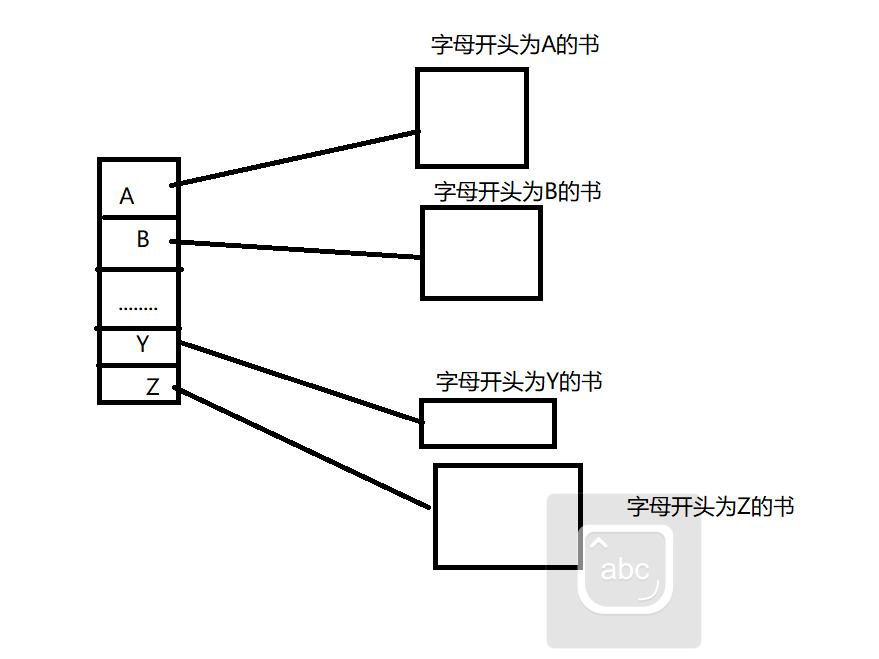 字母开头为A的书
A
字母开头为B的书
B
........
Y
字母开头为Y的书
Z
字母开头为Z的书
abc